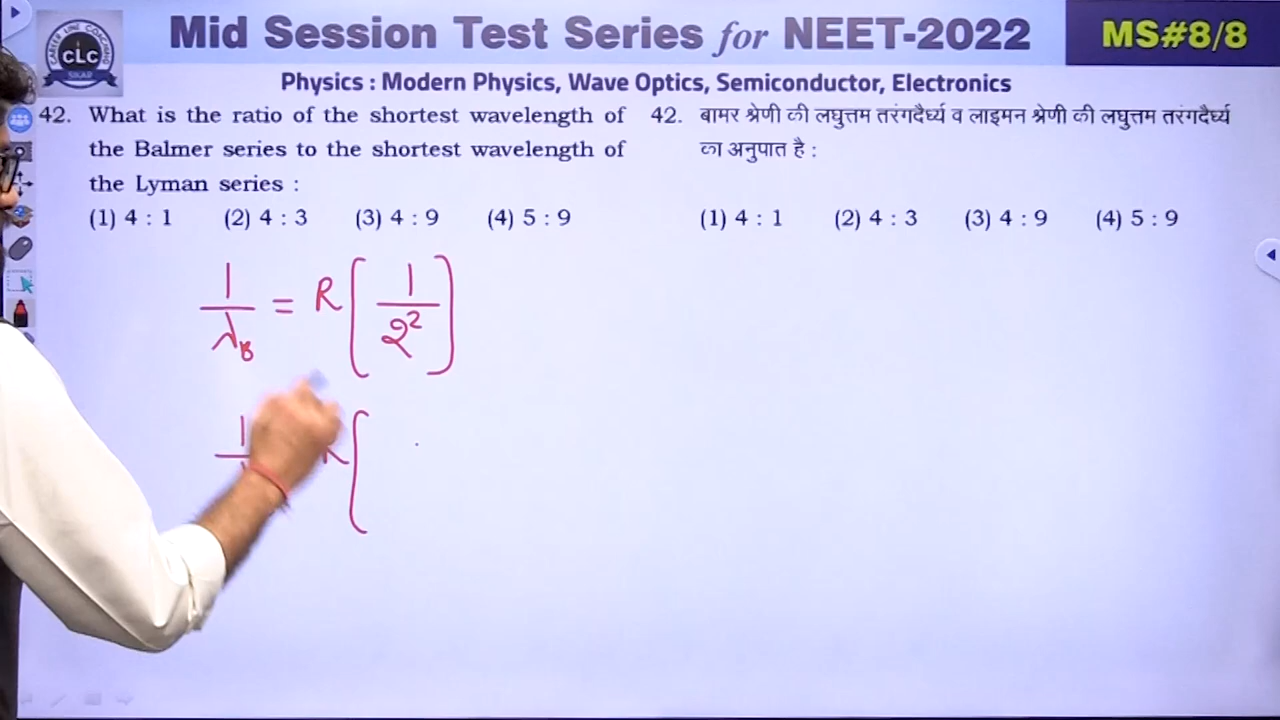 Mid Session Test Series for NEET-2022
MS#8/8
CLC
SIKAR
Physics : Modern Physics, Wave Optics, Semiconductor, Electronics
42. What is the ratio of the shortest wavelength of
the Balmer series to the shortest wavelength of
the Lyman series :
(1) 4 : 1 (2) 4 : 3 (3) 4 : 9 (4) 5 : 9
42. बामर श्रेणी की लघुत्तम तरंगदैर्ध्य व लाइमन श्रेणी की लघुत्तम तरंगदैर्ध्य
का अनुपात है :
(1) 4 : 1 (2) 4 : 3 (3) 4 : 9 (4) 5 : 9
1/λ_B = R[1/2²]
1 R[